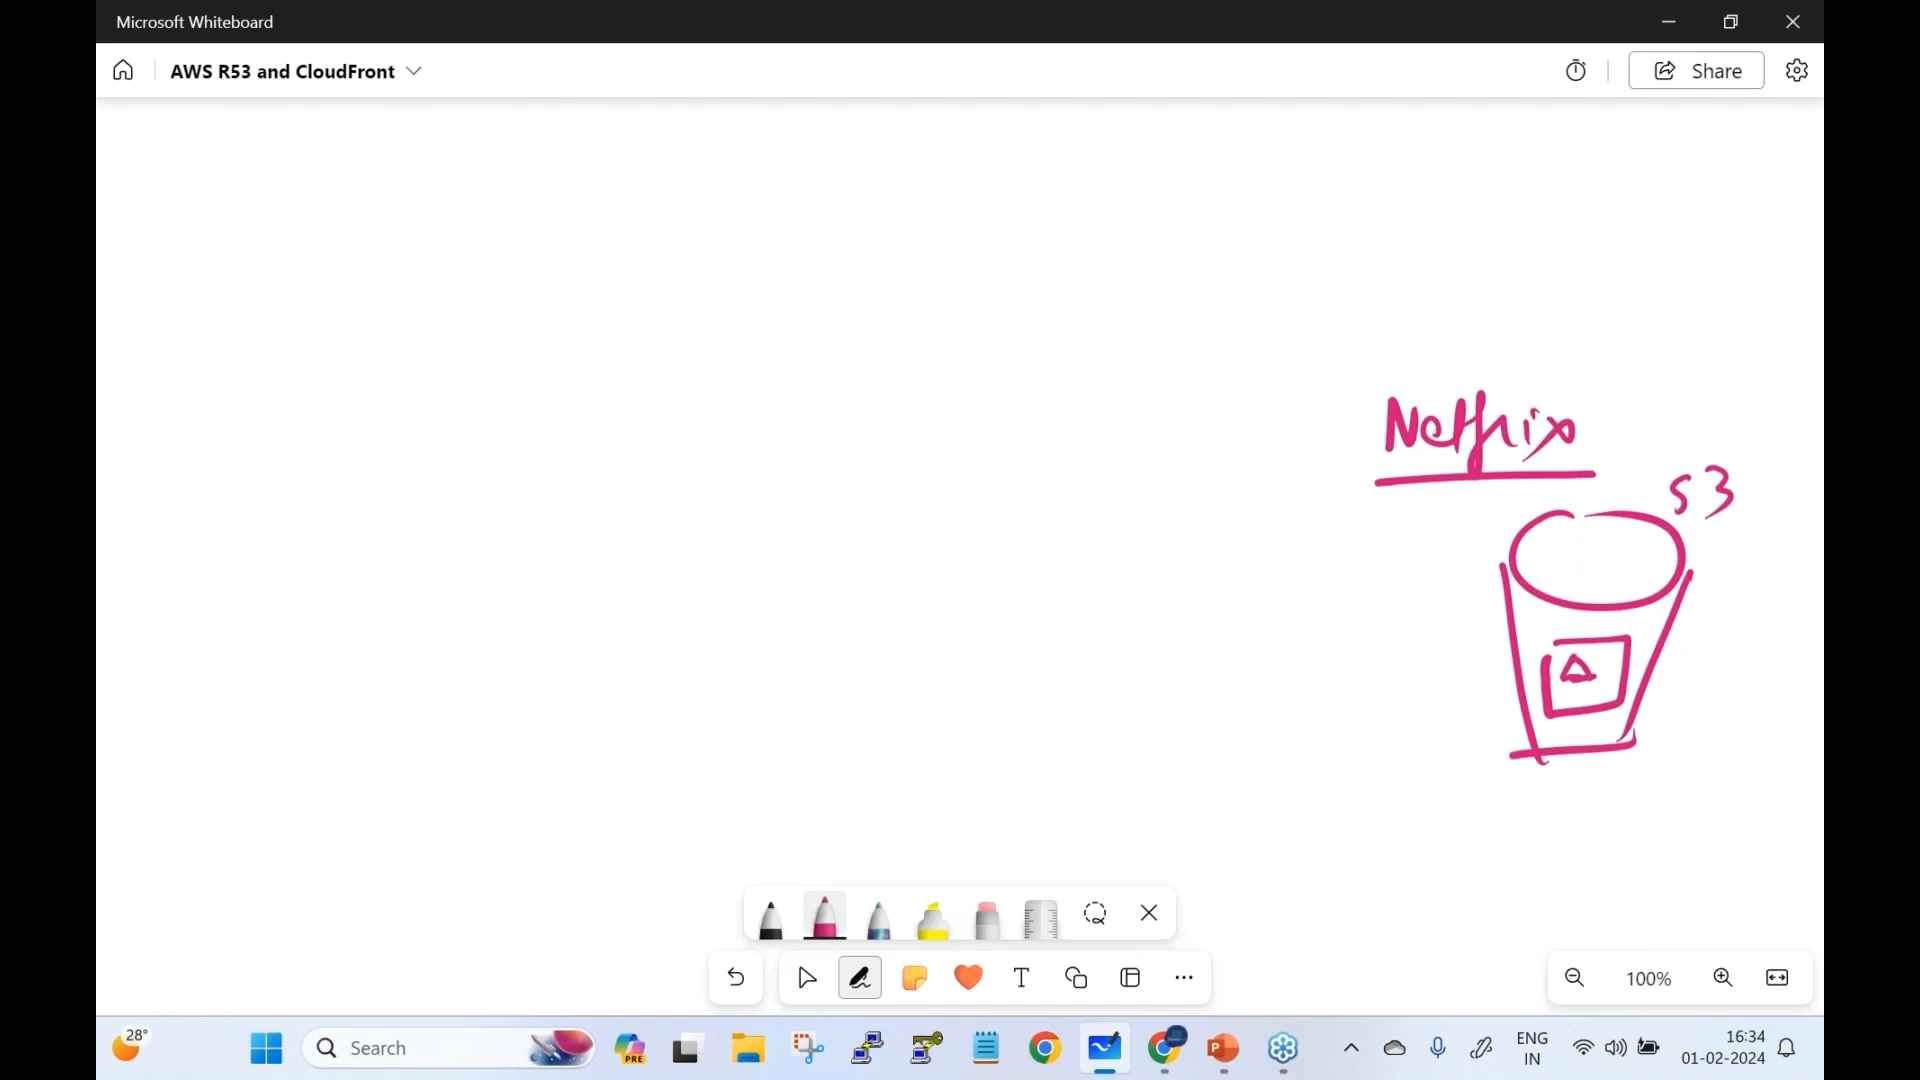 Microsoft Whiteboard
AWS R53 and CloudFront
Share
Netflix
S3
T
100%
28°
Search
PRE
P
ENG
IN
16:34
01-02-2024